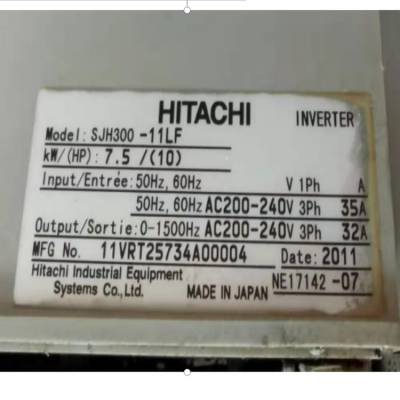 HITACHI INVERTER
Model: SJH300 -11LF
kW/(HP): 7.5 /(10)
Input/Entrée: 50Hz, 60Hz V 1Ph A
50Hz, 60Hz AC200-240V 3Ph 35A
Output/Sortie: 0-1500Hz AC200-240V 3Ph 32A
MFG No. 11VRT25734A00004 Date: 2011
Hitachi Industrial Equipment
Systems Co., Ltd. MADE IN JAPAN NE17142 -07